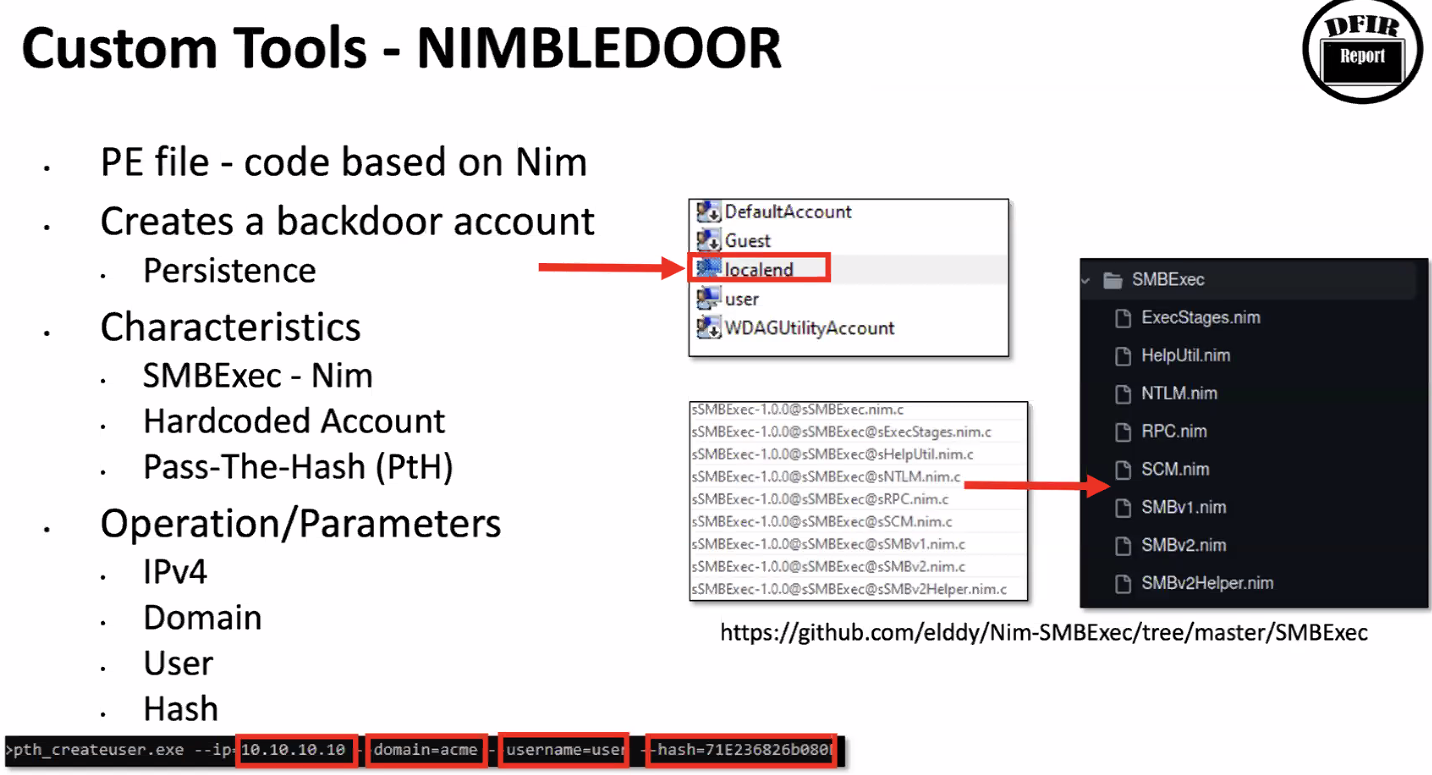 Custom Tools - NIMBLEDOOR
DFIR
Report
• PE file - code based on Nim
• Creates a backdoor account
• Persistence
• Characteristics
• SMBExec - Nim
• Hardcoded Account
• Pass-The-Hash (PtH)
• Operation/Parameters
• IPv4
• Domain
• User
• Hash
DefaultAccount
Guest
localend
user
WDAGUtilityAccount
sSMBExec-1.0.0@sSMBExec.nim.c
sSMBExec-1.0.0@sSMBExec@sExecStages.nim.c
sSMBExec-1.0.0@sSMBExec@sHelpUtil.nim.c
sSMBExec-1.0.0@sSMBExec@sNTLM.nim.c
sSMBExec-1.0.0@sSMBExec@sRPC.nim.c
sSMBExec-1.0.0@sSMBExec@sSCM.nim.c
sSMBExec-1.0.0@sSMBExec@sSMBv1.nim.c
sSMBExec-1.0.0@sSMBExec@sSMBv2.nim.c
sSMBExec-1.0.0@sSMBExec@sSMBv2Helper.nim.c
SMBExec
ExecStages.nim
HelpUtil.nim
NTLM.nim
RPC.nim
SCM.nim
SMBv1.nim
SMBv2.nim
SMBv2Helper.nim
https://github.com/elddy/Nim-SMBExec/tree/master/SMBExec
>pth_createuser.exe --ip=10.10.10.10 --domain=acme --username=user --hash=71E236826b080